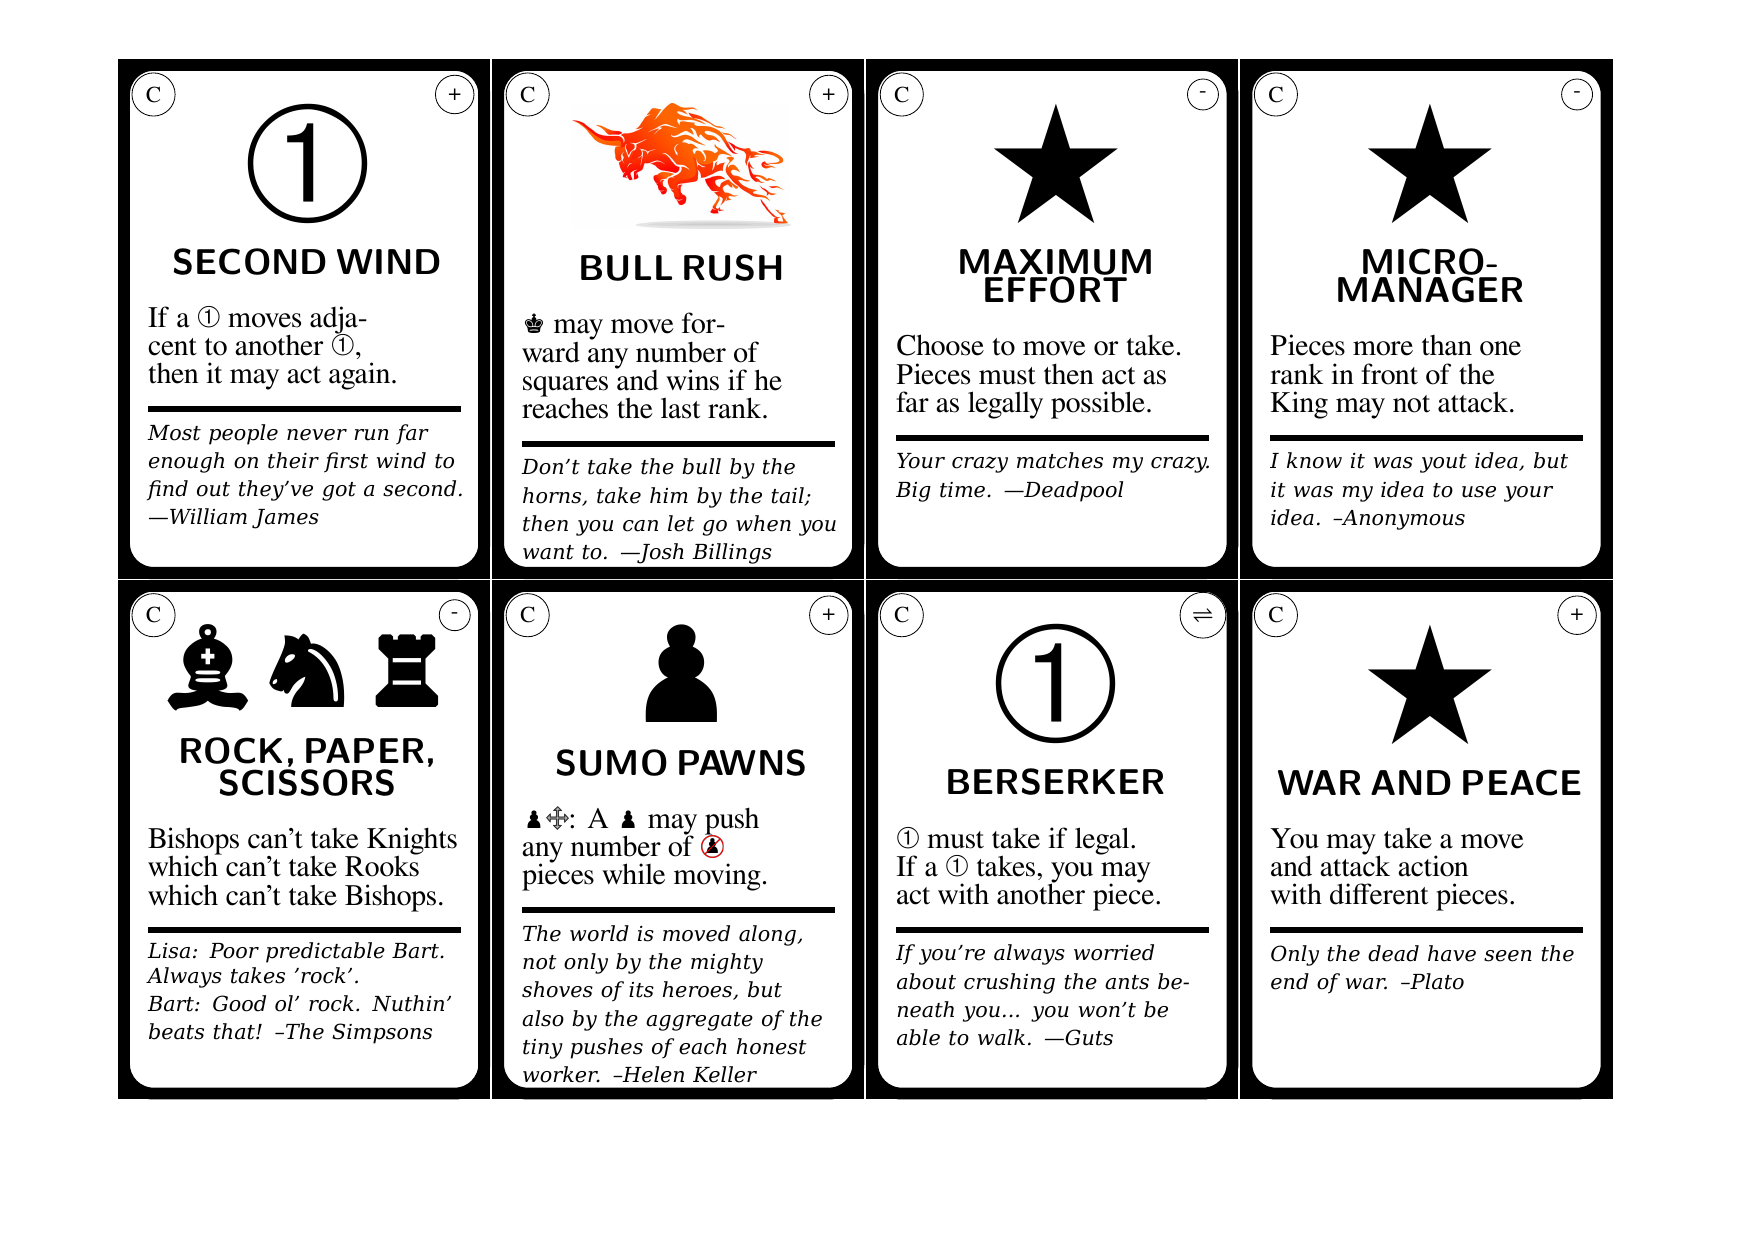 C +
①
SECOND WIND
If a ① moves adja-
cent to another ①,
then it may act again.
Most people never run far
enough on their first wind to
find out they’ve got a second.
—William James
C +
BULL RUSH
♚ may move for-
ward any number of
squares and wins if he
reaches the last rank.
Don’t take the bull by the
horns, take him by the tail;
then you can let go when you
want to. —Josh Billings
C -
★
MAXIMUM
EFFORT
Choose to move or take.
Pieces must then act as
far as legally possible.
Your crazy matches my crazy.
Big time. —Deadpool
C -
★
MICRO-
MANAGER
Pieces more than one
rank in front of the
King may not attack.
I know it was yout idea, but
it was my idea to use your
idea. –Anonymous
C -
♝ ♞ ♜
ROCK, PAPER,
SCISSORS
Bishops can’t take Knights
which can’t take Rooks
which can’t take Bishops.
Lisa: Poor predictable Bart.
Always takes ’rock’.
Bart: Good ol’ rock. Nuthin’
beats that! –The Simpsons
C +
♟
SUMO PAWNS
♟✥: A ♟ may push
any number of
pieces while moving.
The world is moved along,
not only by the mighty
shoves of its heroes, but
also by the aggregate of the
tiny pushes of each honest
worker. –Helen Keller
C ⇌
①
BERSERKER
① must take if legal.
If a ① takes, you may
act with another piece.
If you’re always worried
about crushing the ants be-
neath you... you won’t be
able to walk. —Guts
C +
★
WAR AND PEACE
You may take a move
and attack action
with different pieces.
Only the dead have seen the
end of war. –Plato